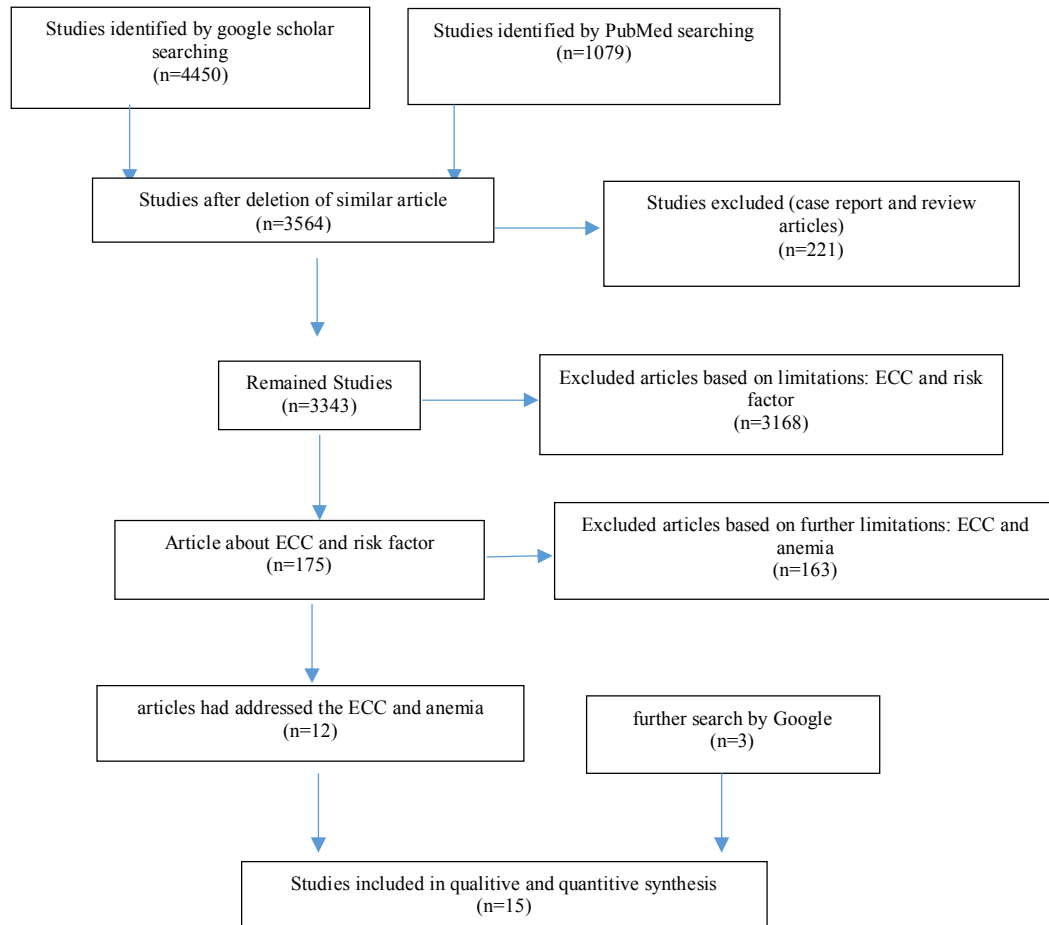 Studies identified by google scholar
searching
(n=4450)
Studies identified by PubMed searching
(n=1079)
Studies after deletion of similar article
(n=3564)
Studies excluded (case report and review
articles)
(n=221)
Remained Studies
(n=3343)
Excluded articles based on limitations: ECC and risk
factor
(n=3168)
Article about ECC and risk factor
(n=175)
Excluded articles based on further limitations: ECC and
anemia
(n=163)
articles had addressed the ECC and anemia
(n=12)
further search by Google
(n=3)
Studies included in qualitive and quantitive synthesis
(n=15)